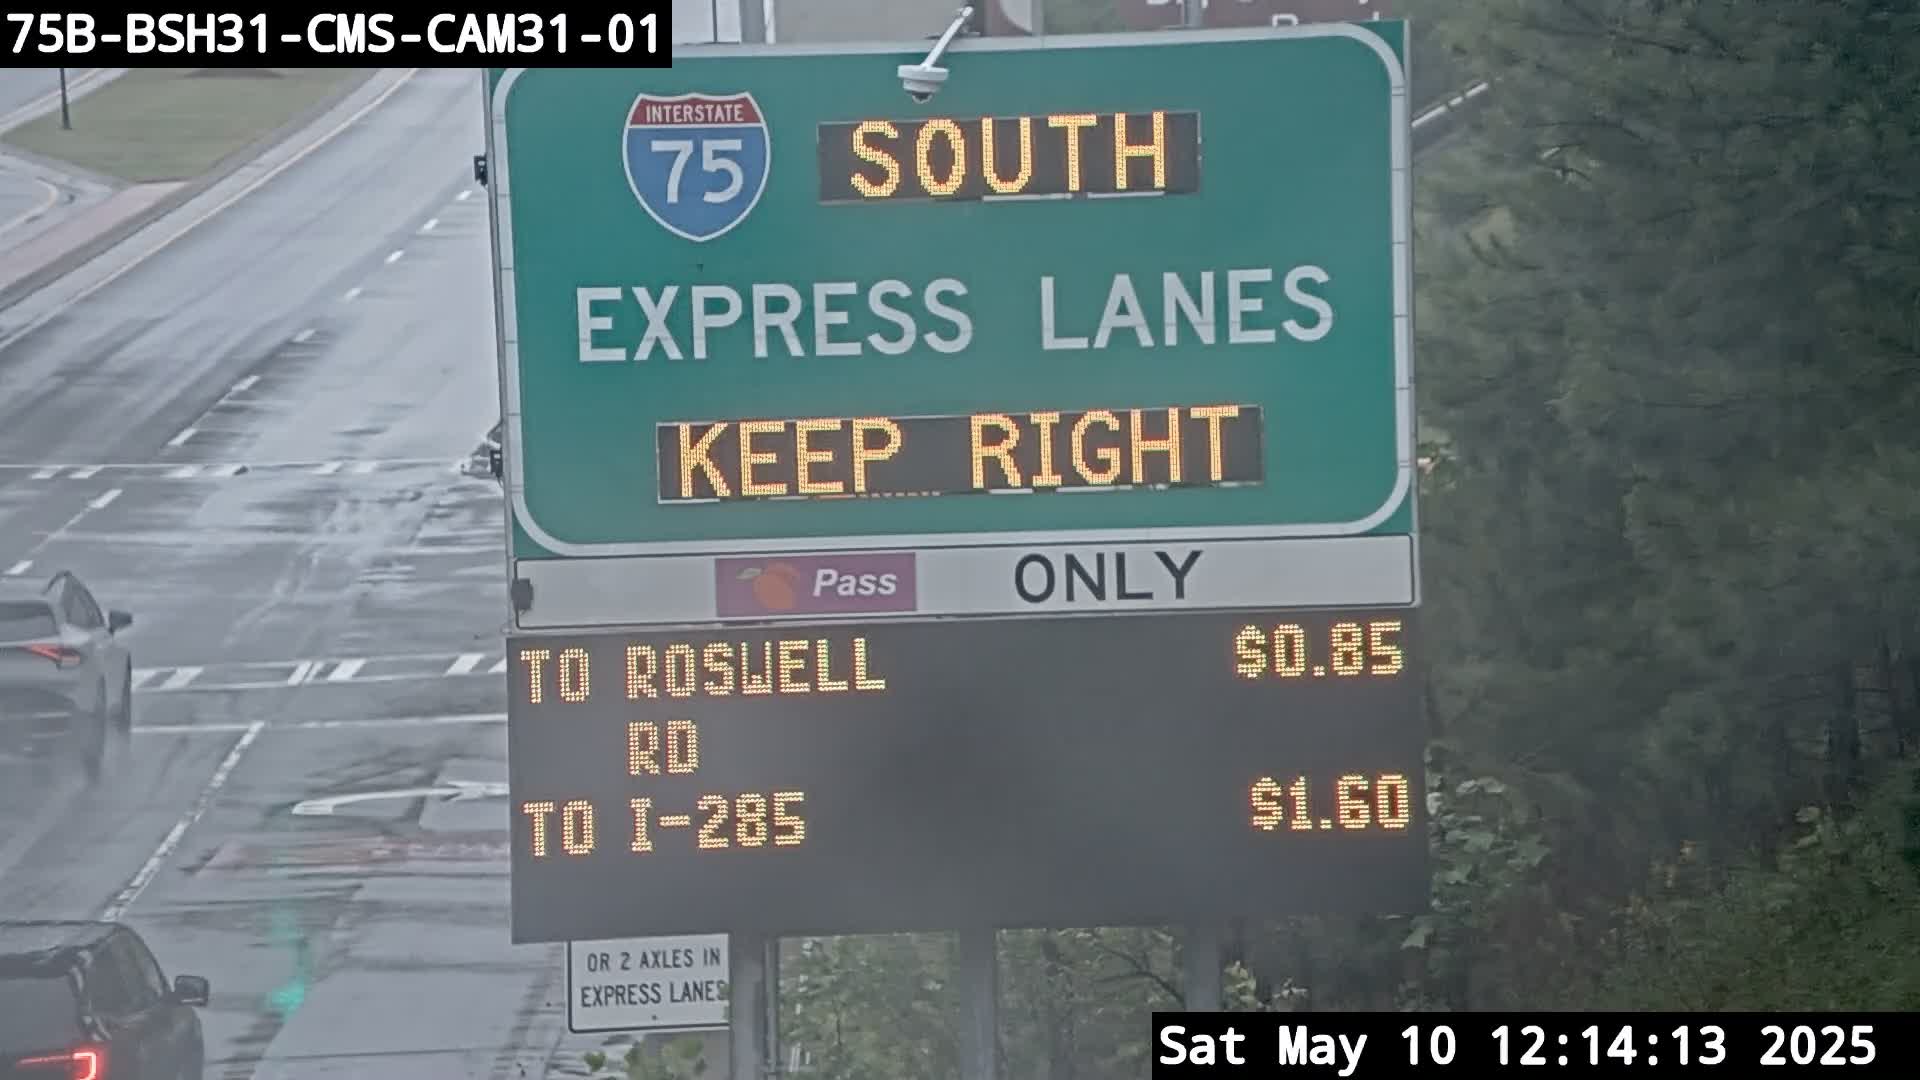 75B-BSH31-CMS-CAM31-01
INTERSTATE
75
SOUTH
EXPRESS LANES
KEEP RIGHT
Pass
ONLY
TO ROSWELL $0.85
RD
TO I-285 $1.60
OR 2 AXLES IN
EXPRESS LANES
Sat May 10 12:14:13 2025